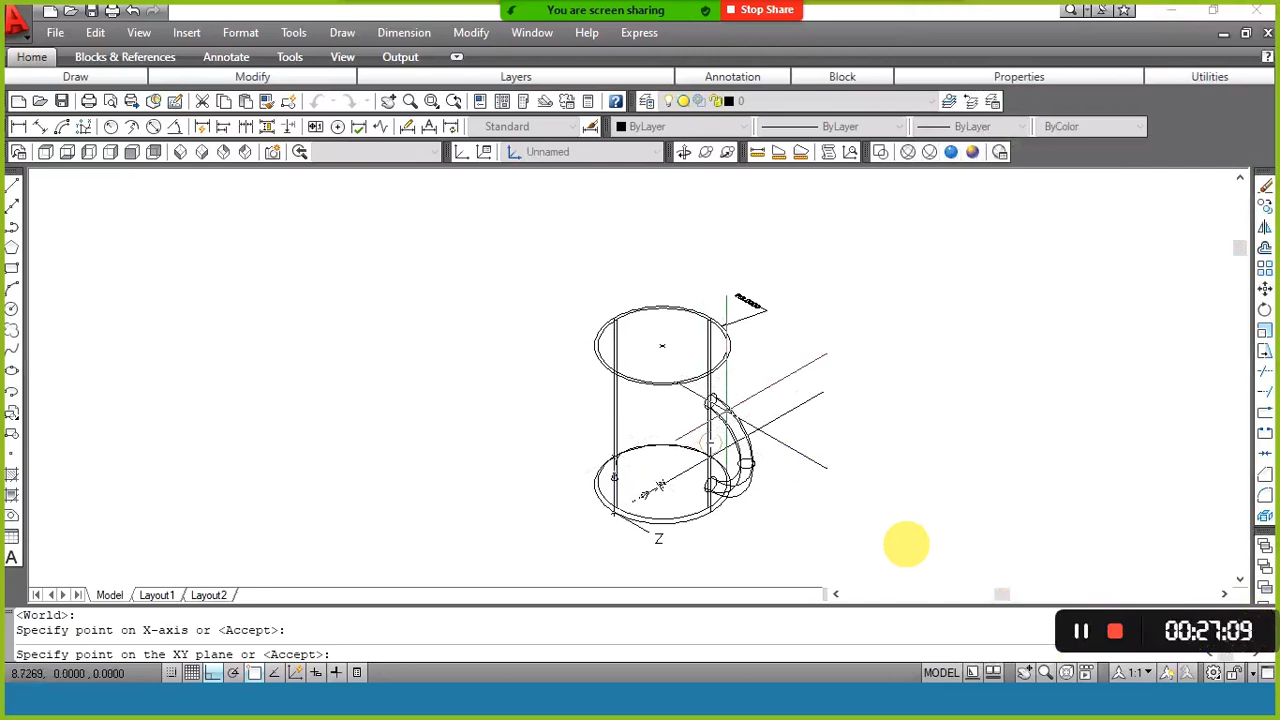 You are screen sharing
Stop Share
File Edit View Insert Format Tools Draw Dimension Modify Window Help Express
Home Blocks & References Annotate Tools View Output
Draw Modify Layers Annotation Block Properties Utilities
0
Standard ByLayer ByLayer ByLayer ByColor
Unnamed
Z
Model Layout1 Layout2
<World>:
Specify point on X-axis or <Accept>:
Specify point on the XY plane or <Accept>:
00:27:09
8.7269, 0.0000 , 0.0000 MODEL 1:1